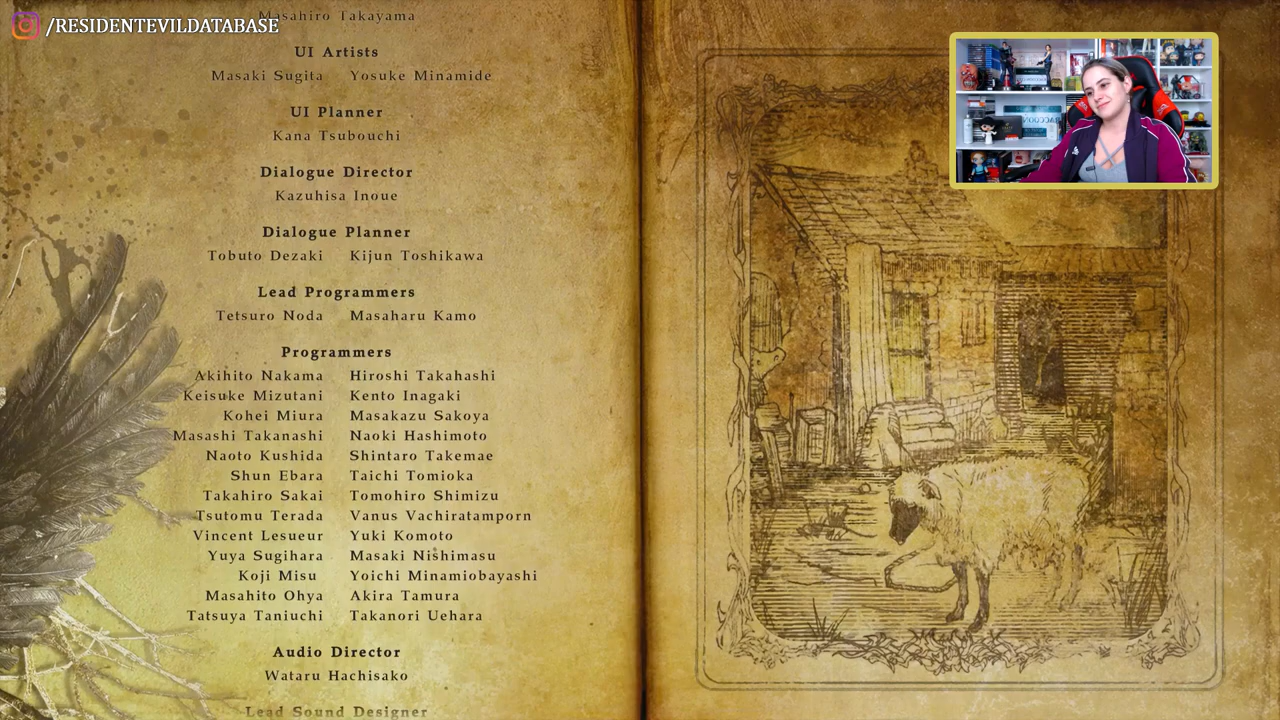 /RESIDENTEVILDATABASE
Masahiro Takayama
UI Artists
Masaki Sugita Yosuke Minamide
UI Planner
Kana Tsubouchi
Dialogue Director
Kazuhisa Inoue
Dialogue Planner
Tobuto Dezaki Kijun Toshikawa
Lead Programmers
Tetsuro Noda Masaharu Kamo
Programmers
Akihito Nakama Hiroshi Takahashi
Keisuke Mizutani Kento Inagaki
Kohei Miura Masakazu Sakoya
Masashi Takanashi Naoki Hashimoto
Naoto Kushida Shintaro Takemae
Shun Ebara Taichi Tomioka
Takahiro Sakai Tomohiro Shimizu
Tsutomu Terada Vanus Vachiratamporn
Vincent Lesueur Yuki Komoto
Yuya Sugihara Masaki Nishimasu
Koji Misu Yoichi Minamiobayashi
Masahito Ohya Akira Tamura
Tatsuya Taniuchi Takanori Uehara
Audio Director
Wataru Hachisako
Lead Sound Designer